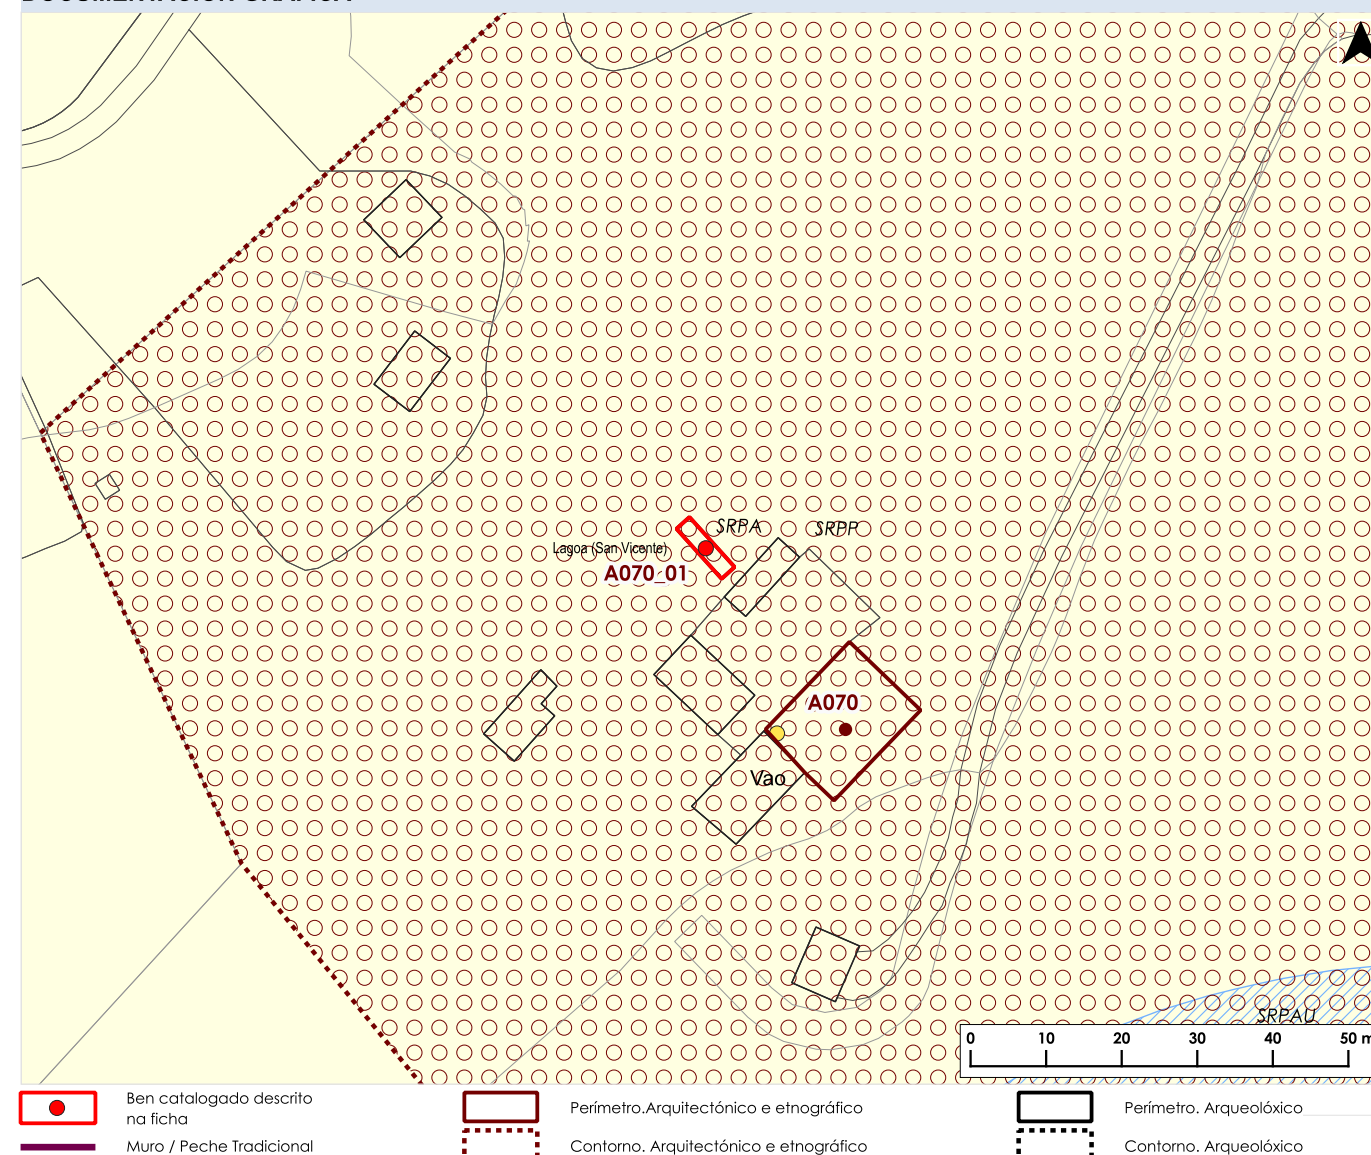 SRPA
SRPP
Lagoa (San Vicente)
A070_01
A070
Vao
SRPAU
0 10 20 30 40 50 m
Ben catalogado descrito
na ficha
Perímetro.Arquitectónico e etnográfico
Perímetro. Arqueolóxico
Muro / Peche Tradicional
Contorno. Arquitectónico e etnográfico
Contorno. Arqueolóxico